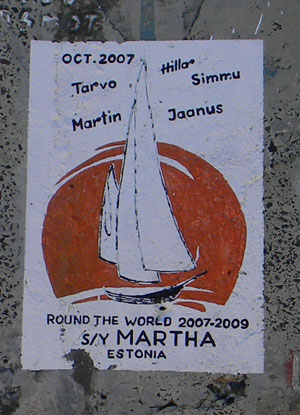 OCT. 2007
Hillar
Tarvo Simmu
Martin Jaanus
ROUND THE WORLD 2007-2009
S/Y MARTHA
ESTONIA